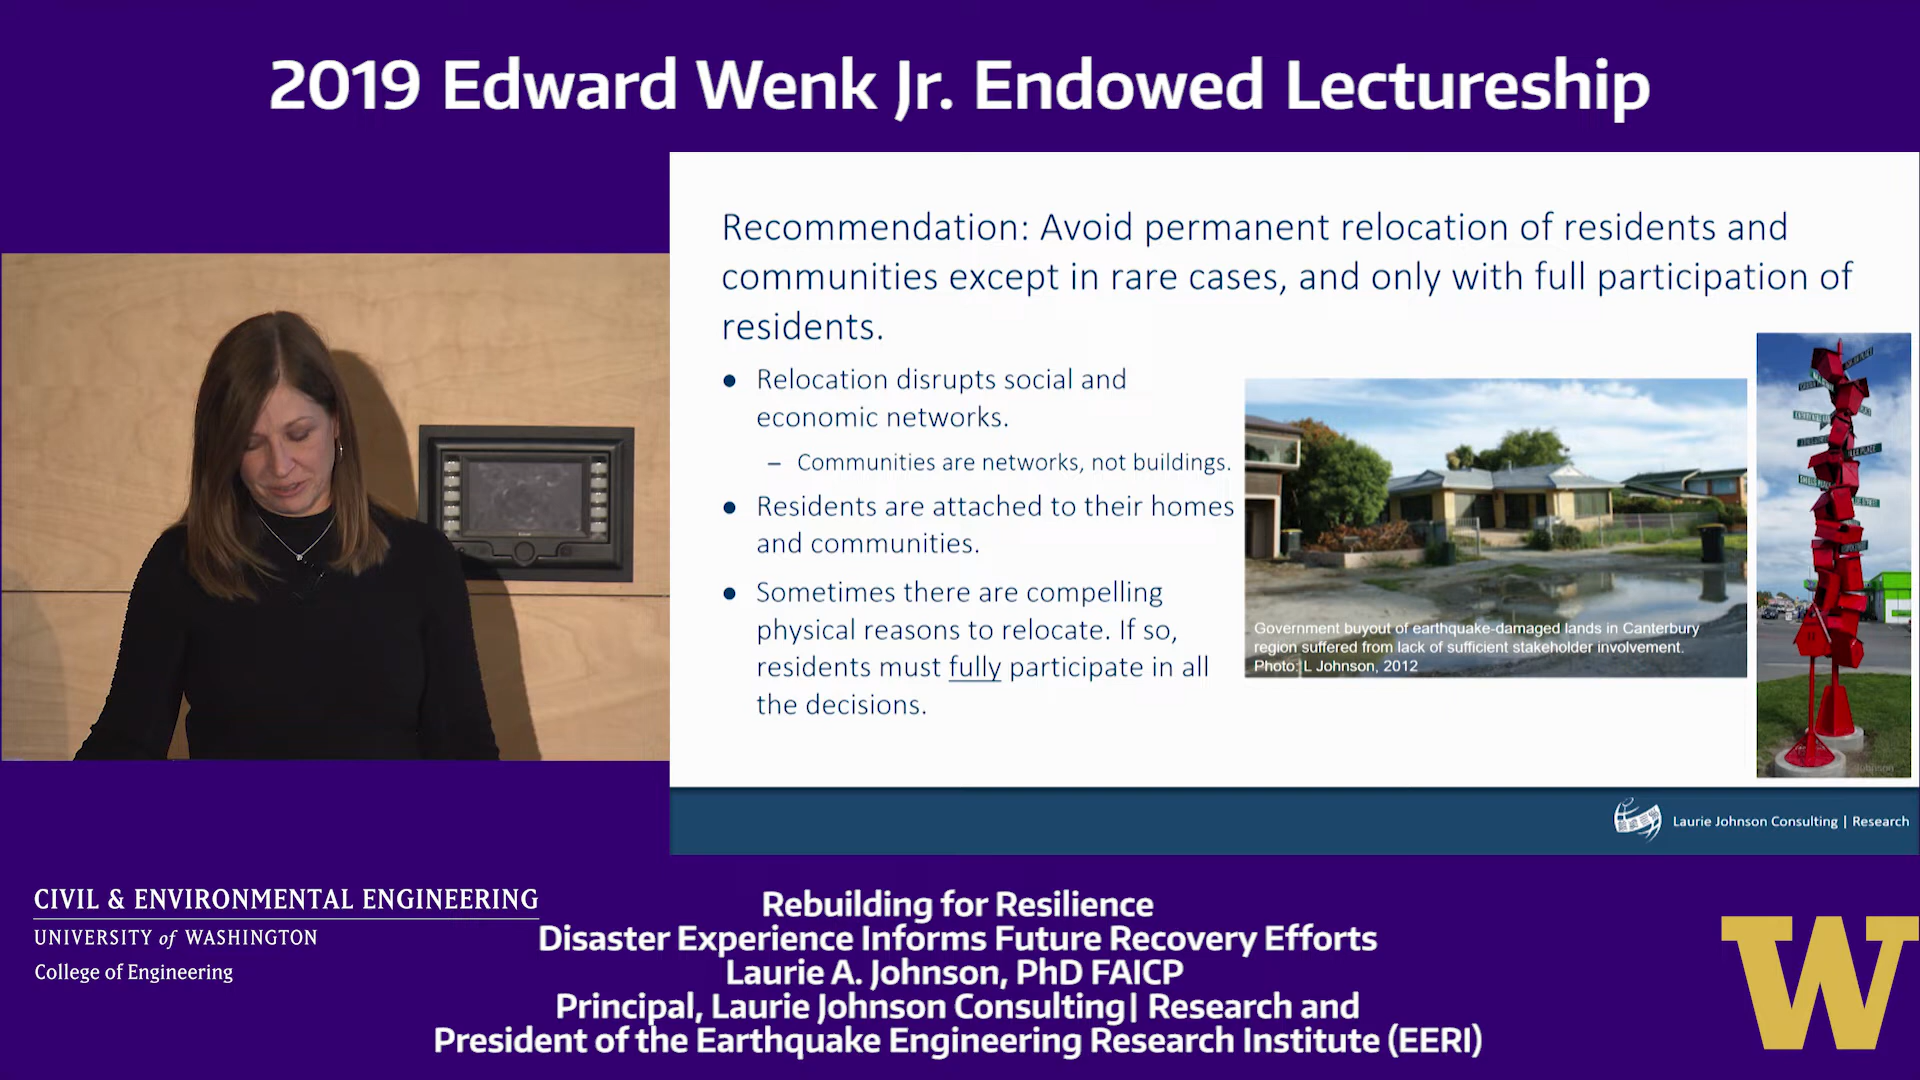 2019 Edward Wenk Jr. Endowed Lectureship
Recommendation: Avoid permanent relocation of residents and
communities except in rare cases, and only with full participation of
residents.
● Relocation disrupts social and
economic networks.
– Communities are networks, not buildings.
● Residents are attached to their homes
and communities.
● Sometimes there are compelling
physical reasons to relocate. If so,
residents must fully participate in all
the decisions.
Government buyout of earthquake-damaged lands in Canterbury
region suffered from lack of sufficient stakeholder involvement.
Photo: L Johnson, 2012
Johnson
Laurie Johnson Consulting | Research
CIVIL & ENVIRONMENTAL ENGINEERING
UNIVERSITY of WASHINGTON
College of Engineering
Rebuilding for Resilience
Disaster Experience Informs Future Recovery Efforts
Laurie A. Johnson, PhD FAICP
Principal, Laurie Johnson Consulting| Research and
President of the Earthquake Engineering Research Institute (EERI)
W